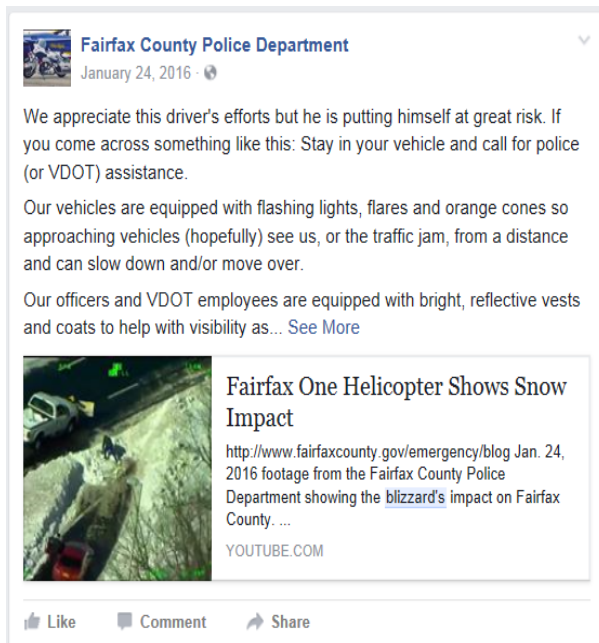 Fairfax County Police Department
January 24, 2016 ·
We appreciate this driver's efforts but he is putting himself at great risk. If
you come across something like this: Stay in your vehicle and call for police
(or VDOT) assistance.
Our vehicles are equipped with flashing lights, flares and orange cones so
approaching vehicles (hopefully) see us, or the traffic jam, from a distance
and can slow down and/or move over.
Our officers and VDOT employees are equipped with bright, reflective vests
and coats to help with visibility as... See More
Fairfax One Helicopter Shows Snow
Impact
http://www.fairfaxcounty.gov/emergency/blog Jan. 24,
2016 footage from the Fairfax County Police
Department showing the blizzard's impact on Fairfax
County. ...
YOUTUBE.COM
Like Comment Share